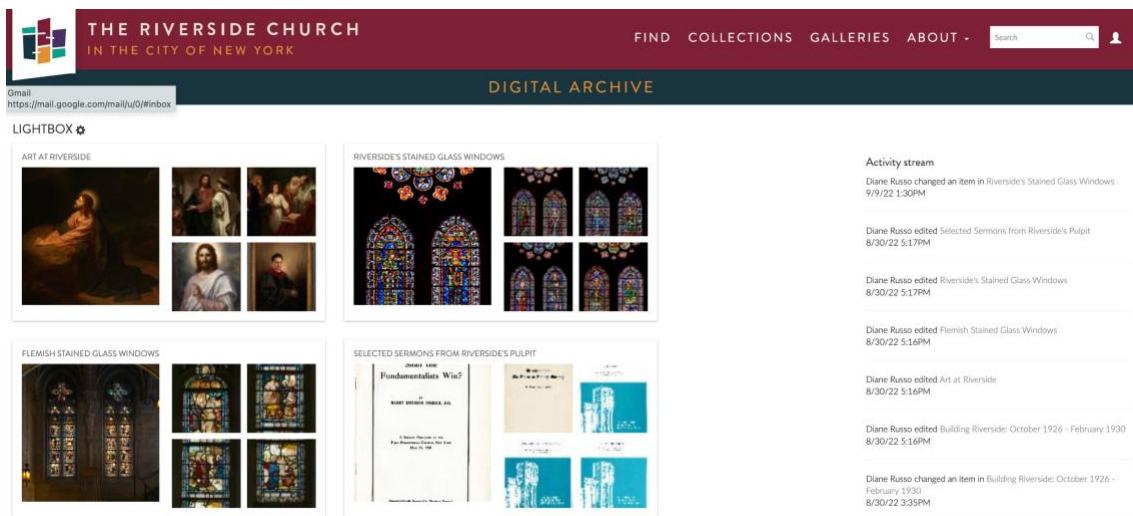 THE RIVERSIDE CHURCH
IN THE CITY OF NEW YORK
FIND COLLECTIONS GALLERIES ABOUT
Search
DIGITAL ARCHIVE
Gmail
https://mail.google.com/mail/u/0/#inbox
LIGHTBOX
ART AT RIVERSIDE
RIVERSIDE'S STAINED GLASS WINDOWS
FLEMISH STAINED GLASS WINDOWS
SELECTED SERMONS FROM RIVERSIDE'S PULPIT
Fundamentalists Win?
HARRY EMERSON FOSDICK, D.D.
Activity stream
Diane Russo changed an item in Riverside's Stained Glass Windows
9/9/22 1:30PM
Diane Russo edited Selected Sermons from Riverside's Pulpit
8/30/22 5:17PM
Diane Russo edited Riverside's Stained Glass Windows
8/30/22 5:17PM
Diane Russo edited Flemish Stained Glass Windows
8/30/22 5:16PM
Diane Russo edited Art at Riverside
8/30/22 5:16PM
Diane Russo edited Building Riverside: October 1926 - February 1930
8/30/22 5:16PM
Diane Russo changed an item in Building Riverside: October 1926 -
February 1930
8/30/22 3:35PM